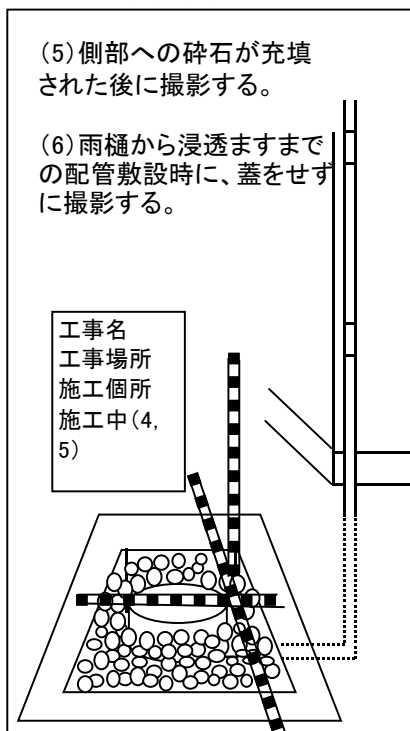 (5)側部への砕石が充填
された後に撮影する。
(6)雨樋から浸透ますまで
の配管敷設時に、蓋をせず
に撮影する。
工事名
工事場所
施工個所
施工中(4,
5)